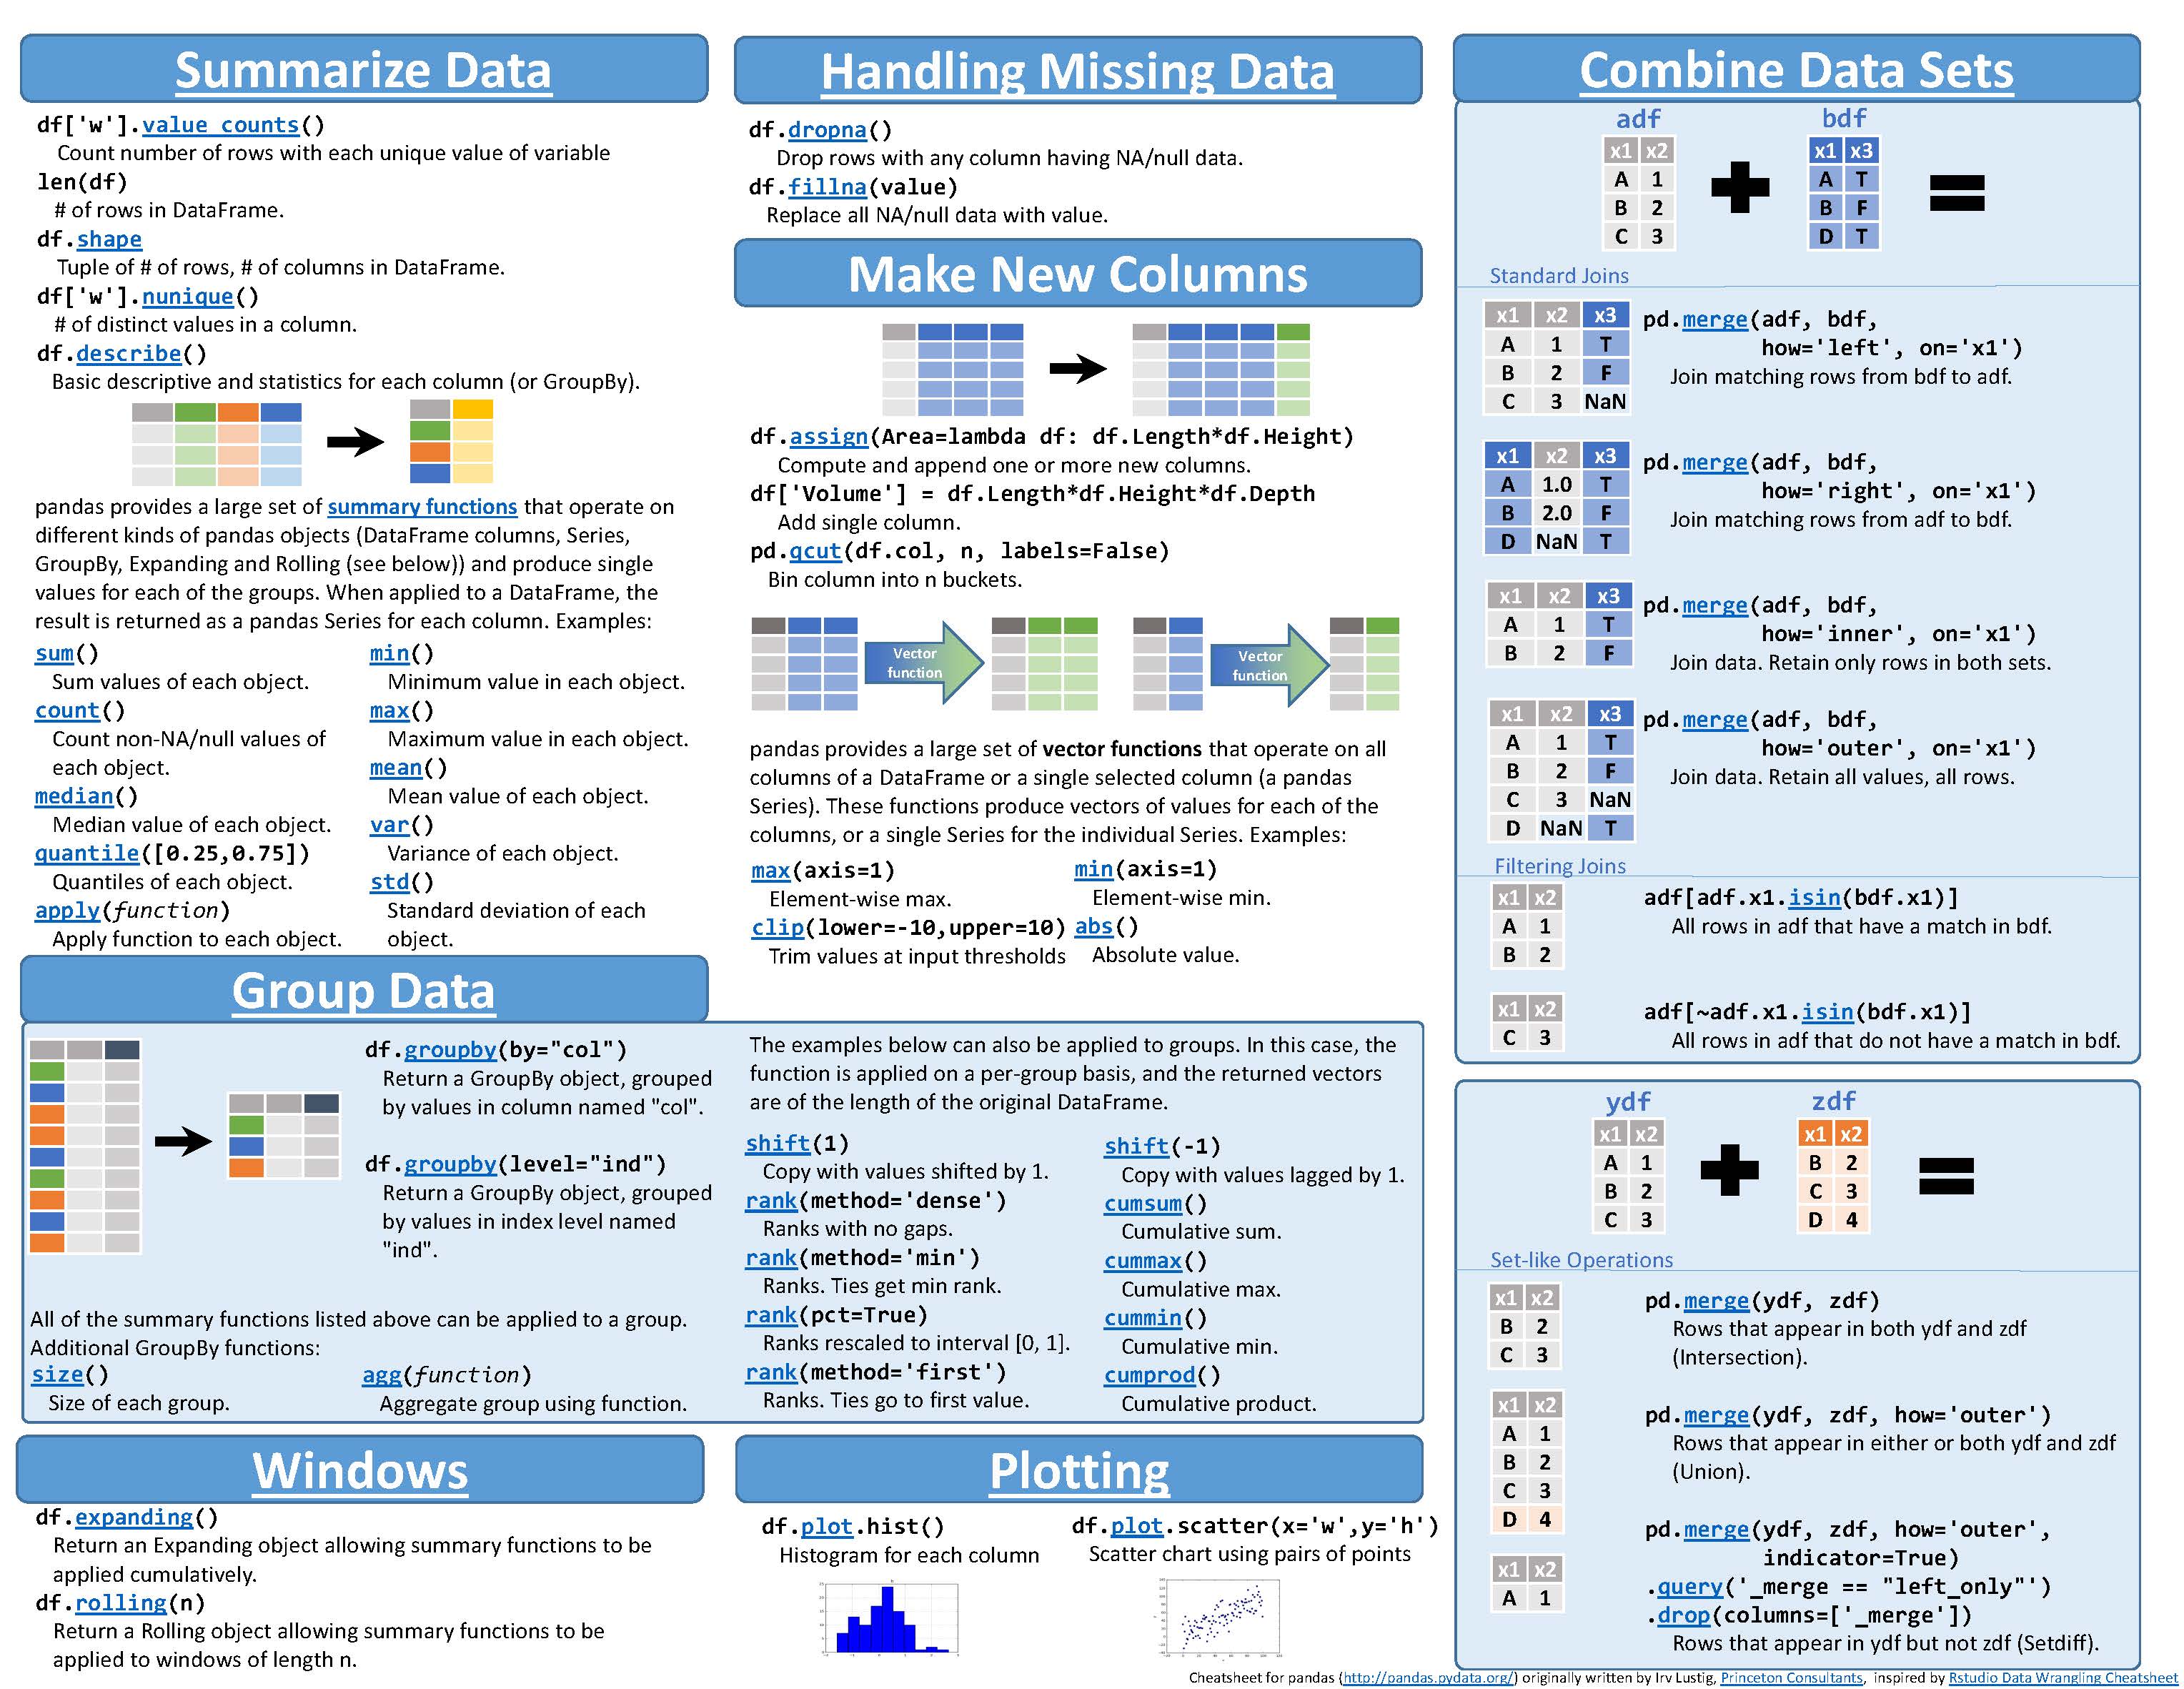 Summarize Data
df['w'].value_counts()
Count number of rows with each unique value of variable
len(df)
# of rows in DataFrame.
df.shape
Tuple of # of rows, # of columns in DataFrame.
df['w'].nunique()
# of distinct values in a column.
df.describe()
Basic descriptive and statistics for each column (or GroupBy).
pandas provides a large set of summary functions that operate on
different kinds of pandas objects (DataFrame columns, Series,
GroupBy, Expanding and Rolling (see below)) and produce single
values for each of the groups. When applied to a DataFrame, the
result is returned as a pandas Series for each column. Examples:
sum()
Sum values of each object.
count()
Count non-NA/null values of
each object.
median()
Median value of each object.
quantile([0.25,0.75])
Quantiles of each object.
apply(function)
Apply function to each object.
min()
Minimum value in each object.
max()
Maximum value in each object.
mean()
Mean value of each object.
var()
Variance of each object.
std()
Standard deviation of each
object.
Handling Missing Data
df.dropna()
Drop rows with any column having NA/null data.
df.fillna(value)
Replace all NA/null data with value.
Make New Columns
df.assign(Area=lambda df: df.Length*df.Height)
Compute and append one or more new columns.
df['Volume'] = df.Length*df.Height*df.Depth
Add single column.
pd.qcut(df.col, n, labels=False)
Bin column into n buckets.
Vector
function
Vector
function
pandas provides a large set of vector functions that operate on all
columns of a DataFrame or a single selected column (a pandas
Series). These functions produce vectors of values for each of the
columns, or a single Series for the individual Series. Examples:
max(axis=1)
Element-wise max.
clip(lower=-10,upper=10)
Trim values at input thresholds
min(axis=1)
Element-wise min.
abs()
Absolute value.
Group Data
df.groupby(by="col")
Return a GroupBy object, grouped
by values in column named "col".
df.groupby(level="ind")
Return a GroupBy object, grouped
by values in index level named
"ind".
All of the summary functions listed above can be applied to a group.
Additional GroupBy functions:
size()
Size of each group.
agg(function)
Aggregate group using function.
The examples below can also be applied to groups. In this case, the
function is applied on a per-group basis, and the returned vectors
are of the length of the original DataFrame.
shift(1)
Copy with values shifted by 1.
rank(method='dense')
Ranks with no gaps.
rank(method='min')
Ranks. Ties get min rank.
rank(pct=True)
Ranks rescaled to interval [0, 1].
rank(method='first')
Ranks. Ties go to first value.
shift(-1)
Copy with values lagged by 1.
cumsum()
Cumulative sum.
cummax()
Cumulative max.
cummin()
Cumulative min.
cumprod()
Cumulative product.
Windows
df.expanding()
Return an Expanding object allowing summary functions to be
applied cumulatively.
df.rolling(n)
Return a Rolling object allowing summary functions to be
applied to windows of length n.
Plotting
df.plot.hist()
Histogram for each column
df.plot.scatter(x='w',y='h')
Scatter chart using pairs of points
Combine Data Sets
adf
x1 x2
A 1
B 2
C 3
bdf
x1 x3
A T
B F
D T
Standard Joins
x1 x2 x3
A 1 T
B 2 F
C 3 NaN
pd.merge(adf, bdf,
how='left', on='x1')
Join matching rows from bdf to adf.
x1 x2 x3
A 1.0 T
B 2.0 F
D NaN T
pd.merge(adf, bdf,
how='right', on='x1')
Join matching rows from adf to bdf.
x1 x2 x3
A 1 T
B 2 F
pd.merge(adf, bdf,
how='inner', on='x1')
Join data. Retain only rows in both sets.
x1 x2 x3
A 1 T
B 2 F
C 3 NaN
D NaN T
pd.merge(adf, bdf,
how='outer', on='x1')
Join data. Retain all values, all rows.
Filtering Joins
x1 x2
A 1
B 2
adf[adf.x1.isin(bdf.x1)]
All rows in adf that have a match in bdf.
x1 x2
C 3
adf[~adf.x1.isin(bdf.x1)]
All rows in adf that do not have a match in bdf.
ydf
x1 x2
A 1
B 2
C 3
zdf
x1 x2
B 2
C 3
D 4
Set-like Operations
x1 x2
B 2
C 3
pd.merge(ydf, zdf)
Rows that appear in both ydf and zdf
(Intersection).
x1 x2
A 1
B 2
C 3
D 4
pd.merge(ydf, zdf, how='outer')
Rows that appear in either or both ydf and zdf
(Union).
x1 x2
A 1
pd.merge(ydf, zdf, how='outer',
indicator=True)
.query('_merge == "left_only"')
.drop(columns=['_merge'])
Rows that appear in ydf but not zdf (Setdiff).
Cheatsheet for pandas (http://pandas.pydata.org/) originally written by Irv Lustig, Princeton Consultants, inspired by Rstudio Data Wrangling Cheatsheet